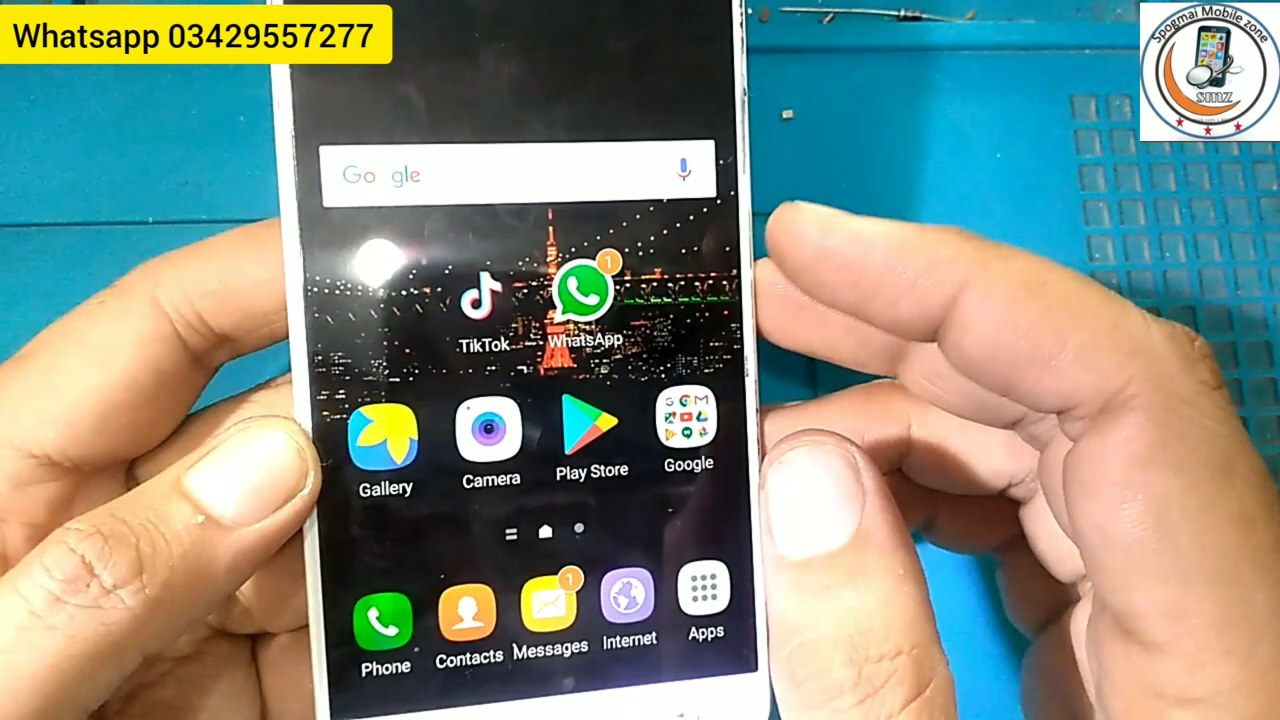 Whatsapp 03429557277
Spogmai Mobile zone
smz
Google
1
TikTok
WhatsApp
Gallery
Camera
Play Store
Google
1
Phone
Contacts
Messages
Internet
Apps